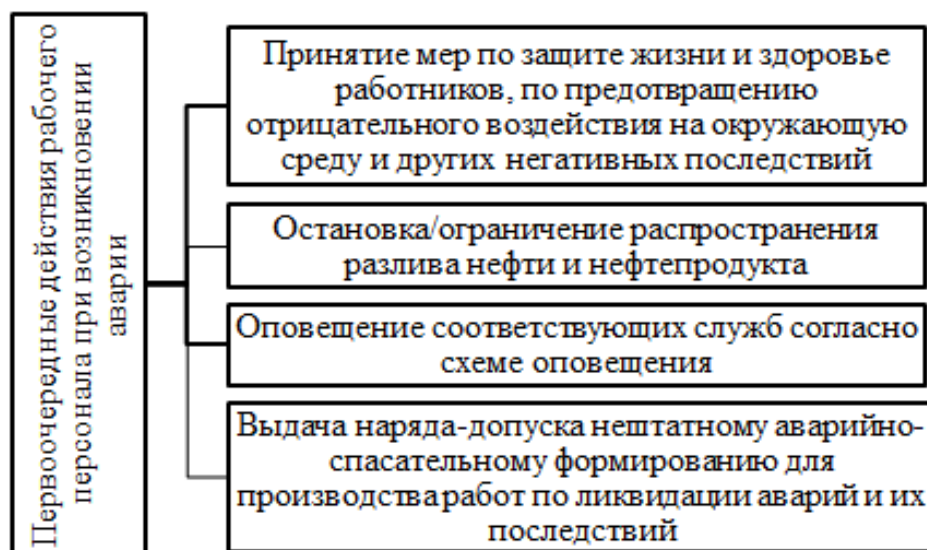 Первоочередные действия рабочего
персонала при возникновении
аварии
Принятие мер по защите жизни и здоровье
работников, по предотвращению
отрицательного воздействия на окружающую
среду и других негативных последствий
Остановка/ограничение распространения
разлива нефти и нефтепродукта
Оповещение соответствующих служб согласно
схеме оповещения
Выдача наряда-допуска нештатному аварийно-
спасательному формированию для
производства работ по ликвидации аварий и их
последствий